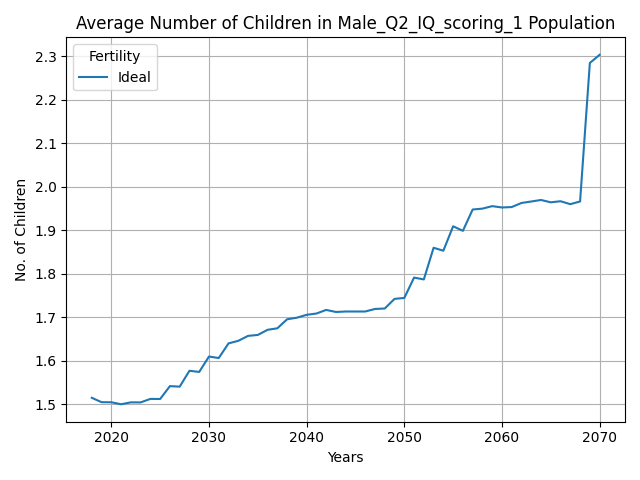 Average Number of Children in Male_Q2_IQ_scoring_1 Population
Fertility
Ideal
No. of Children
2.3
2.2
2.1
2.0
1.9
1.8
1.7
1.6
1.5
2020 2030 2040 2050 2060 2070
Years